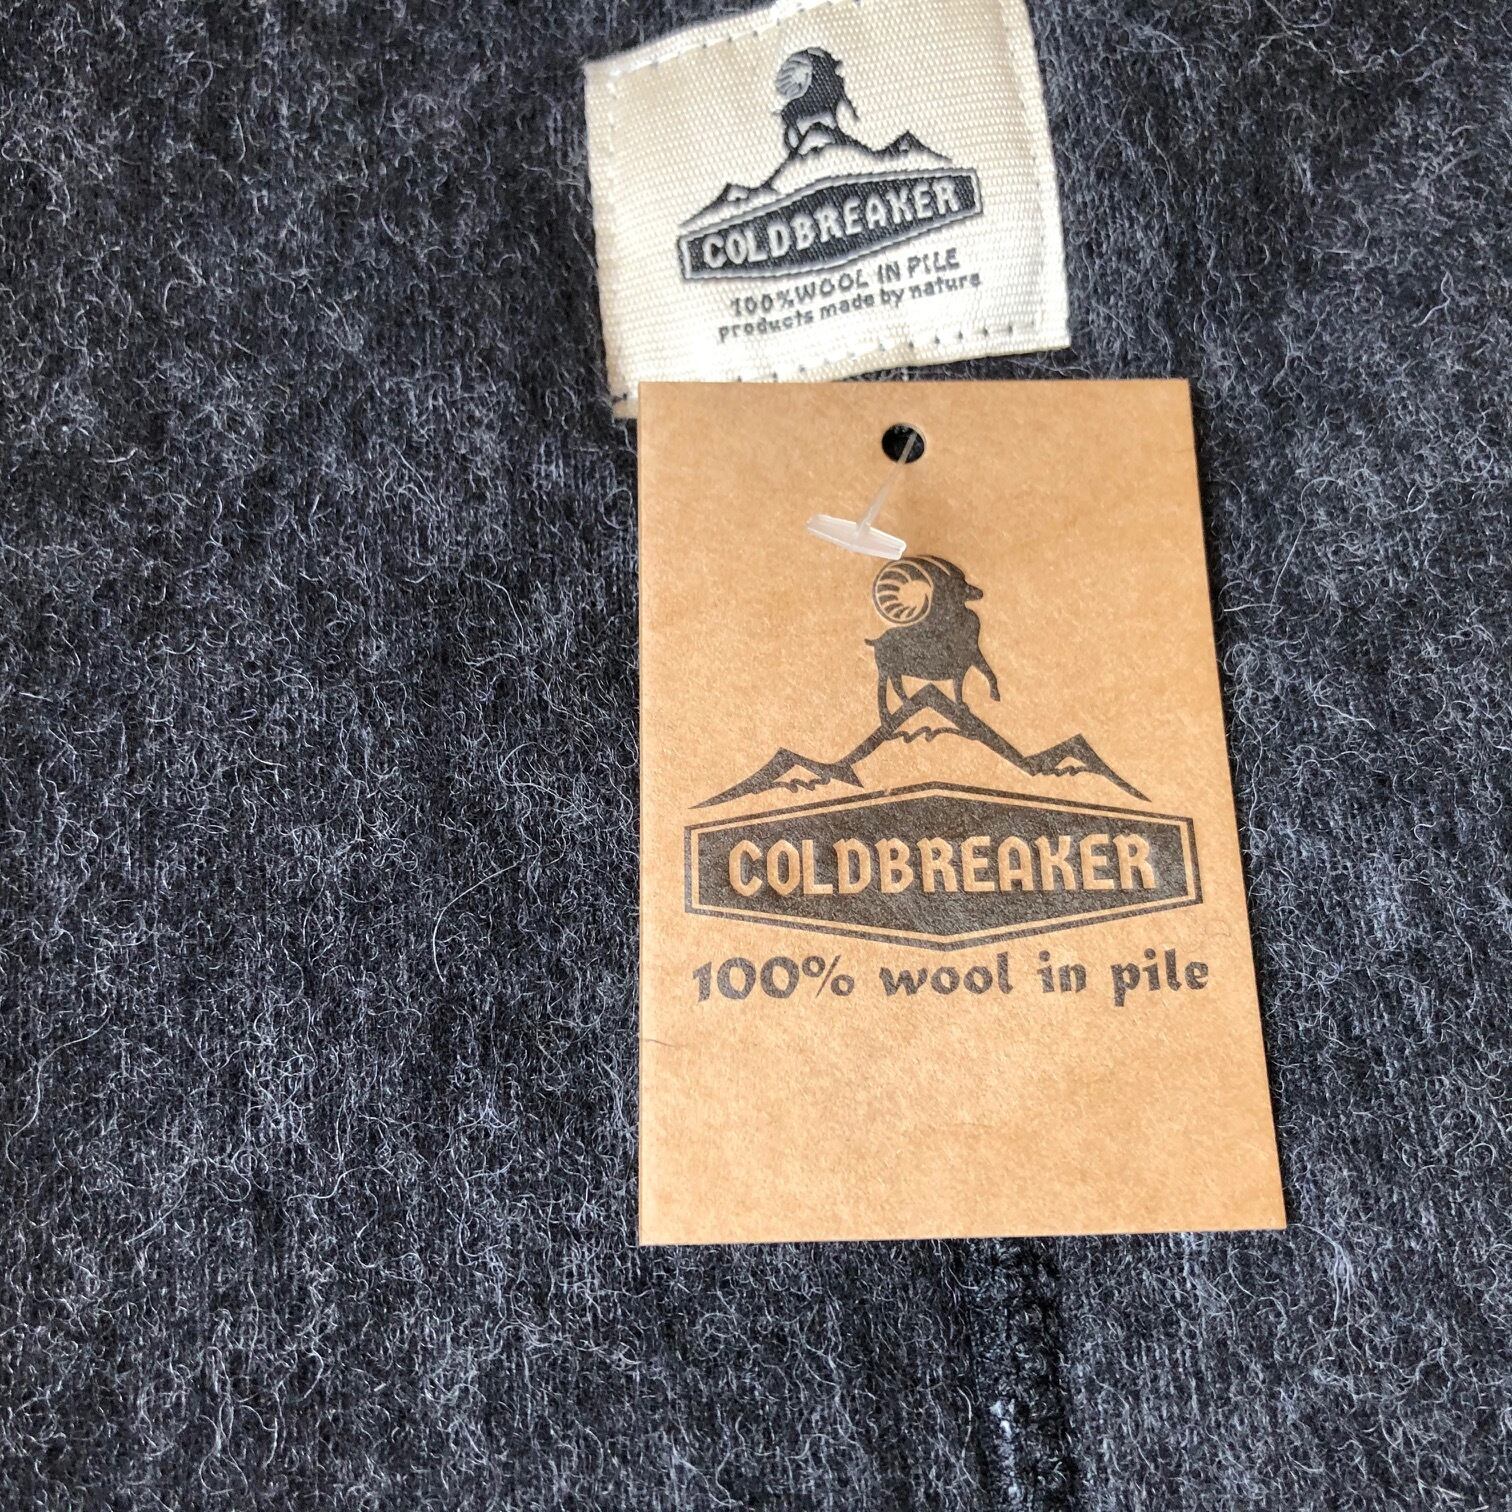 COLDBREAKER
100%WOOL IN PILE
products made by nature
COLDBREAKER
100% wool in pile